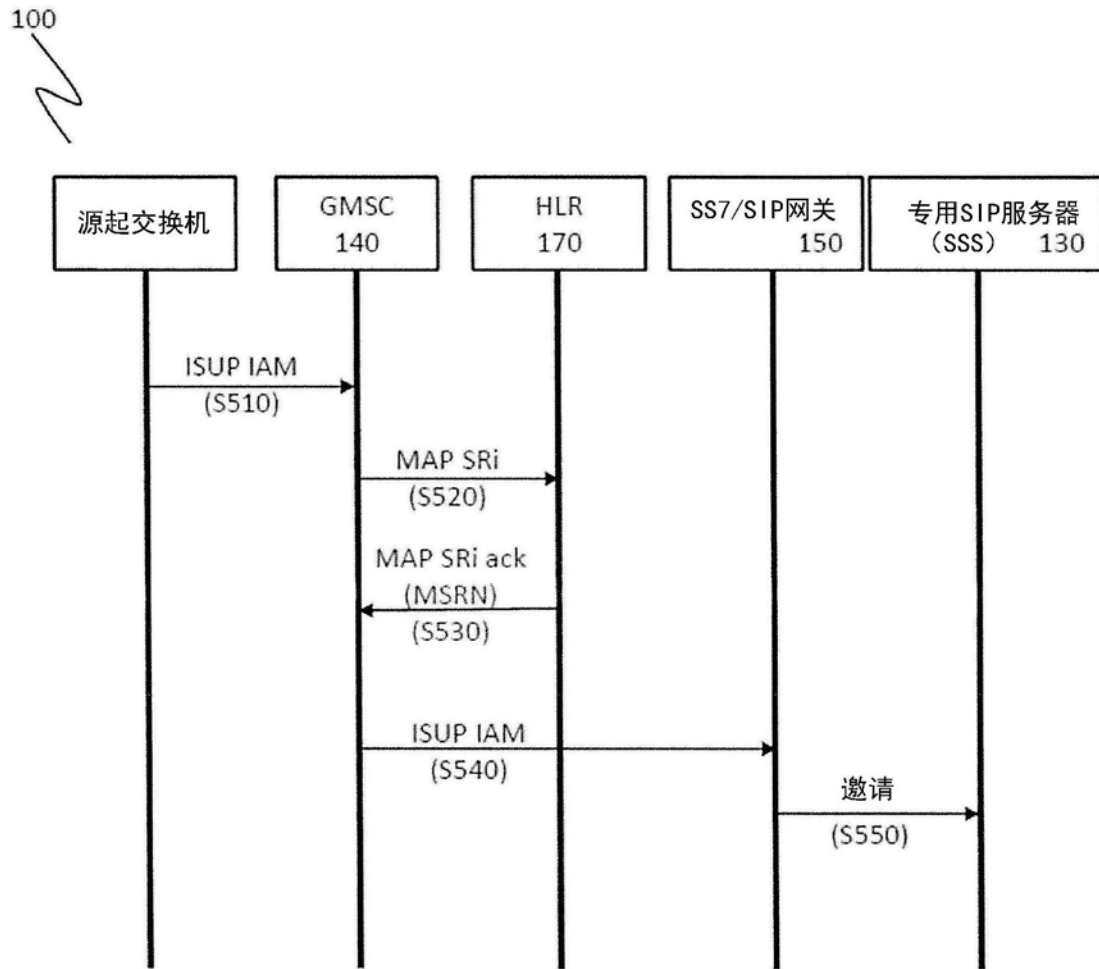 100
源起交换机
GMSC
140
HLR
170
SS7/SIP网关
150
专用SIP服务器
（SSS） 130
ISUP IAM
(S510)
MAP SRi
(S520)
MAP SRi ack
(MSRN)
(S530)
ISUP IAM
(S540)
邀请
(S550)